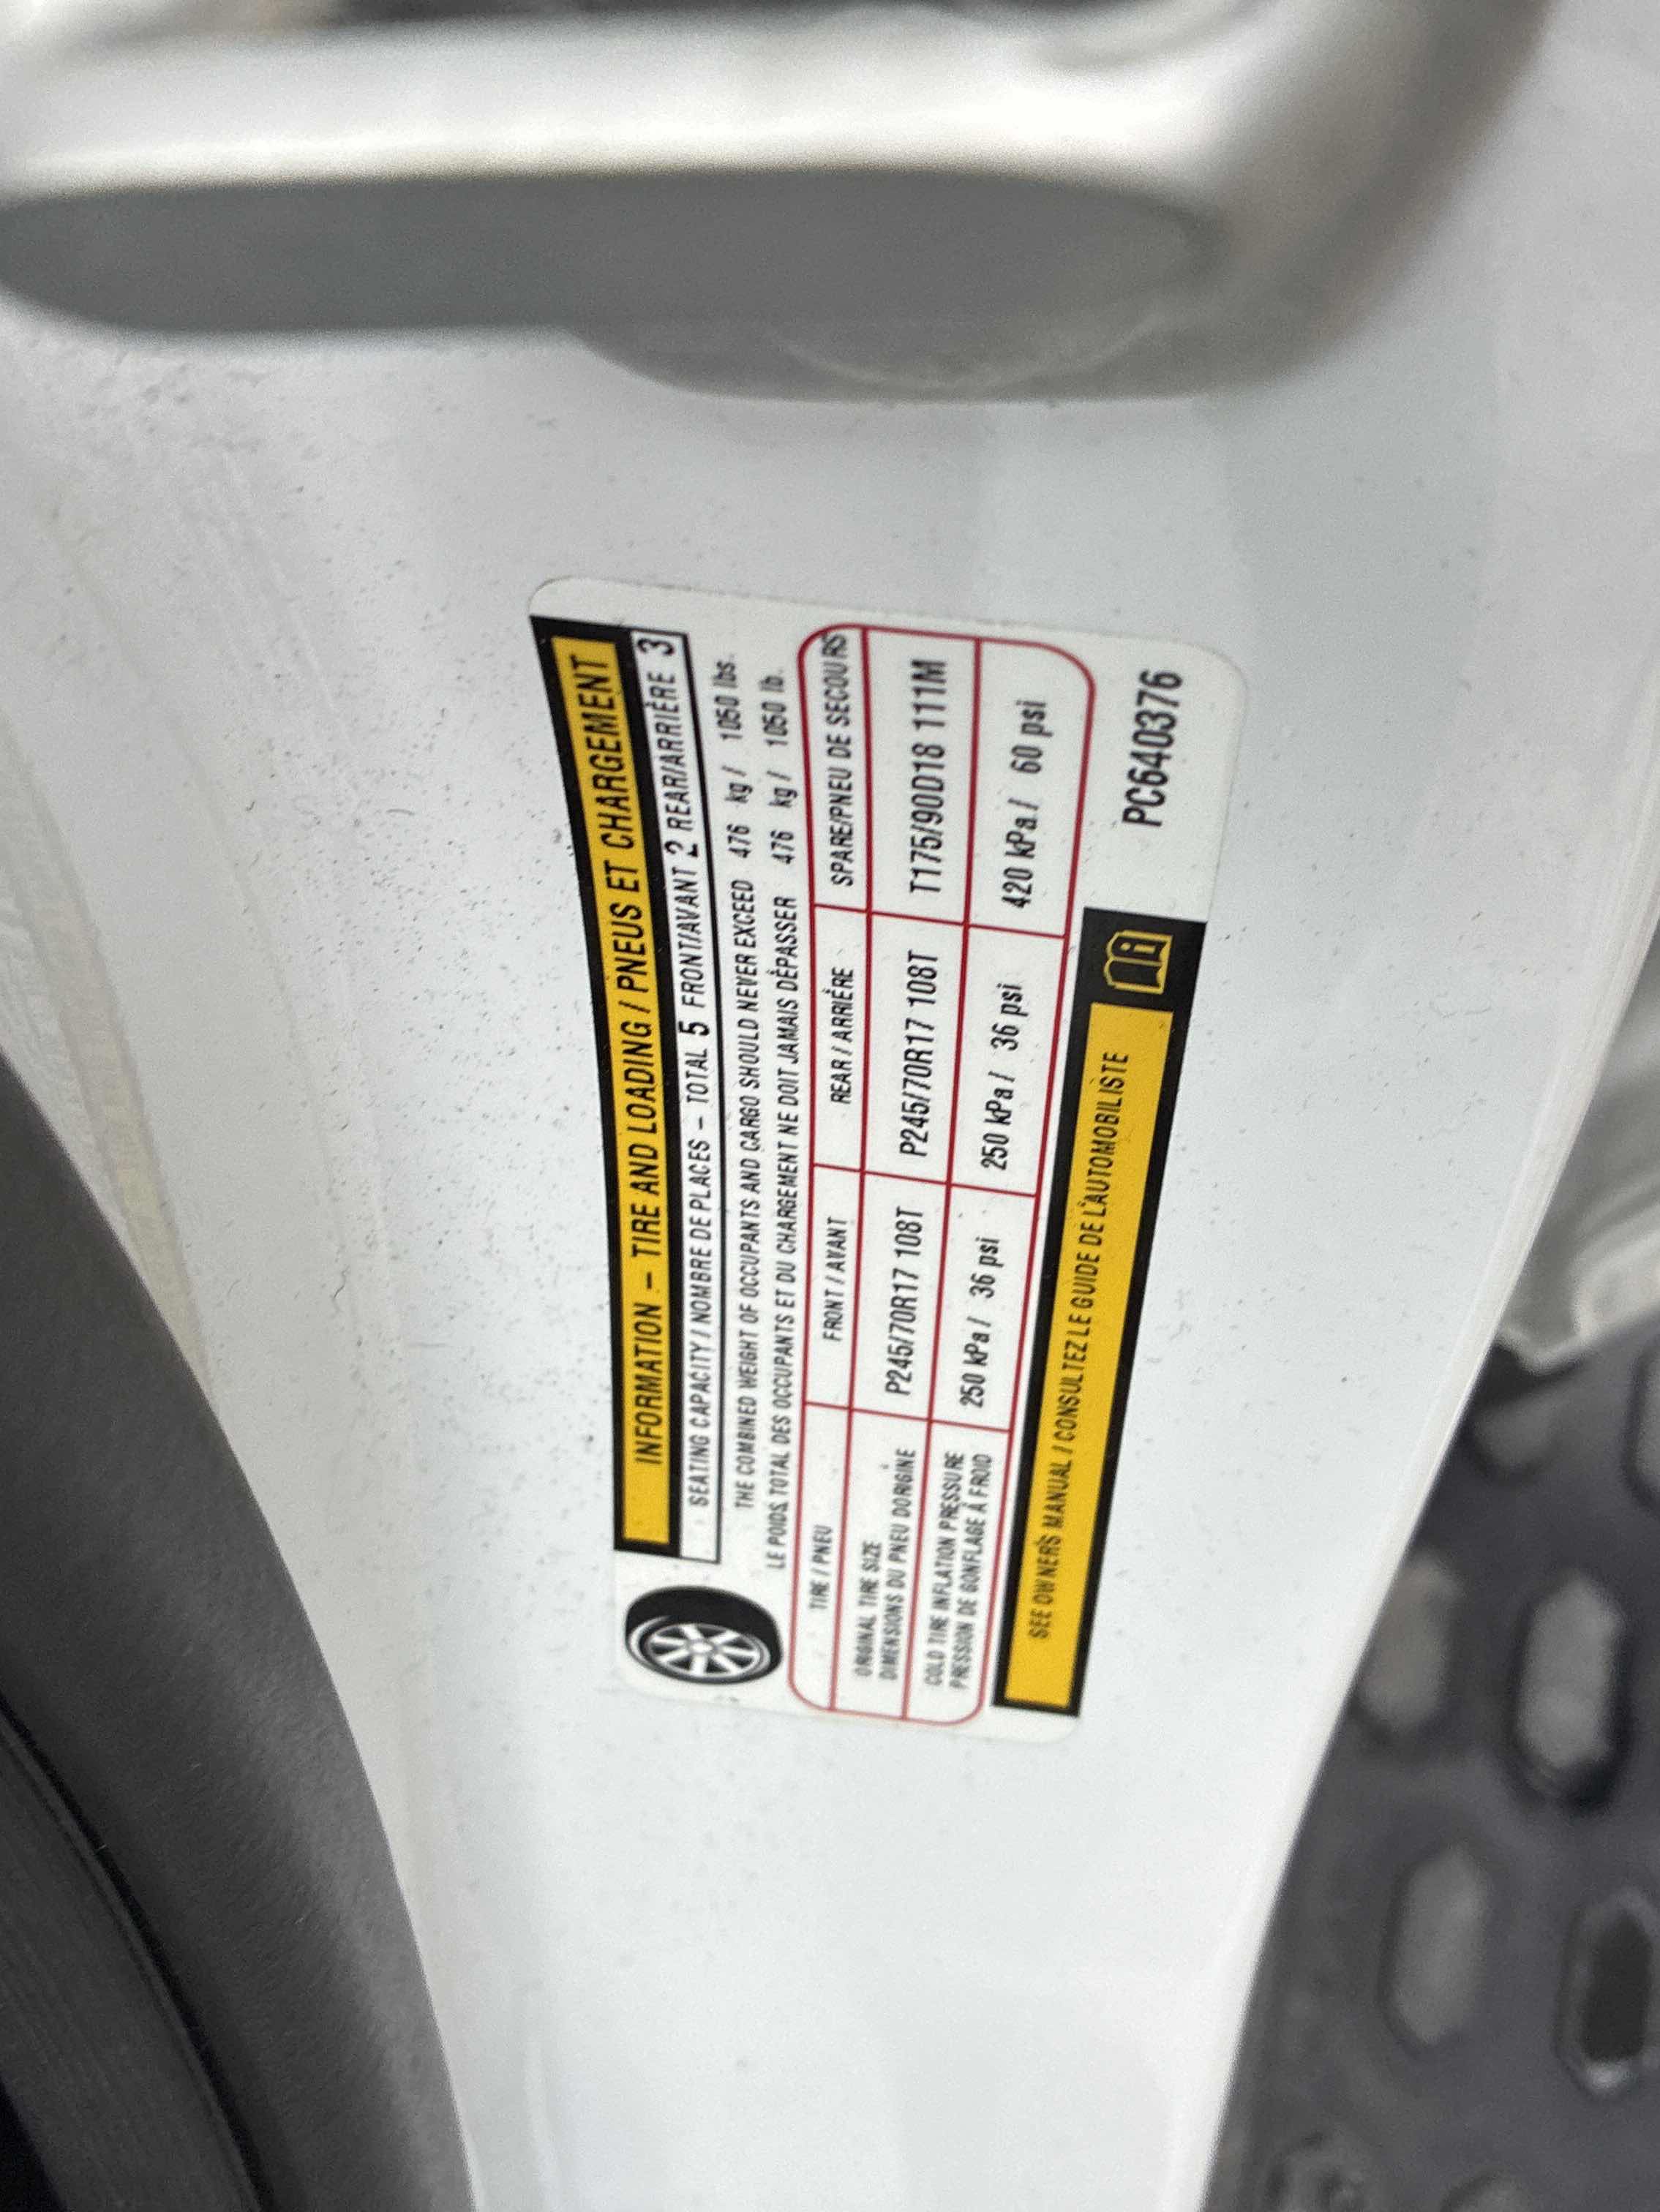 INFORMATION – TIRE AND LOADING / PNEUS ET CHARGEMENT
SEATING CAPACITY / NOMBRE DE PLACES – TOTAL 5 FRONT/AVANT 2 REAR/ARRIÈRE 3
THE COMBINED WEIGHT OF OCCUPANTS AND CARGO SHOULD NEVER EXCEED 476 kg / 1050 lbs.
LE POIDS TOTAL DES OCCUPANTS ET DU CHARGEMENT NE DOIT JAMAIS DÉPASSER 476 kg / 1050 lb.
TIRE / PNEU FRONT / AVANT REAR / ARRIÈRE SPARE/PNEU DE SECOURS
ORIGINAL TIRE SIZE
DIMENSIONS DU PNEU D'ORIGINE P245/70R17 108T P245/70R17 108T T175/90D18 111M
COLD TIRE INFLATION PRESSURE
PRESSION DE GONFLAGE À FROID 250 kPa / 36 psi 250 kPa / 36 psi 420 kPa / 60 psi
SEE OWNER'S MANUAL / CONSULTEZ LE GUIDE DE L'AUTOMOBILISTE
PC640376